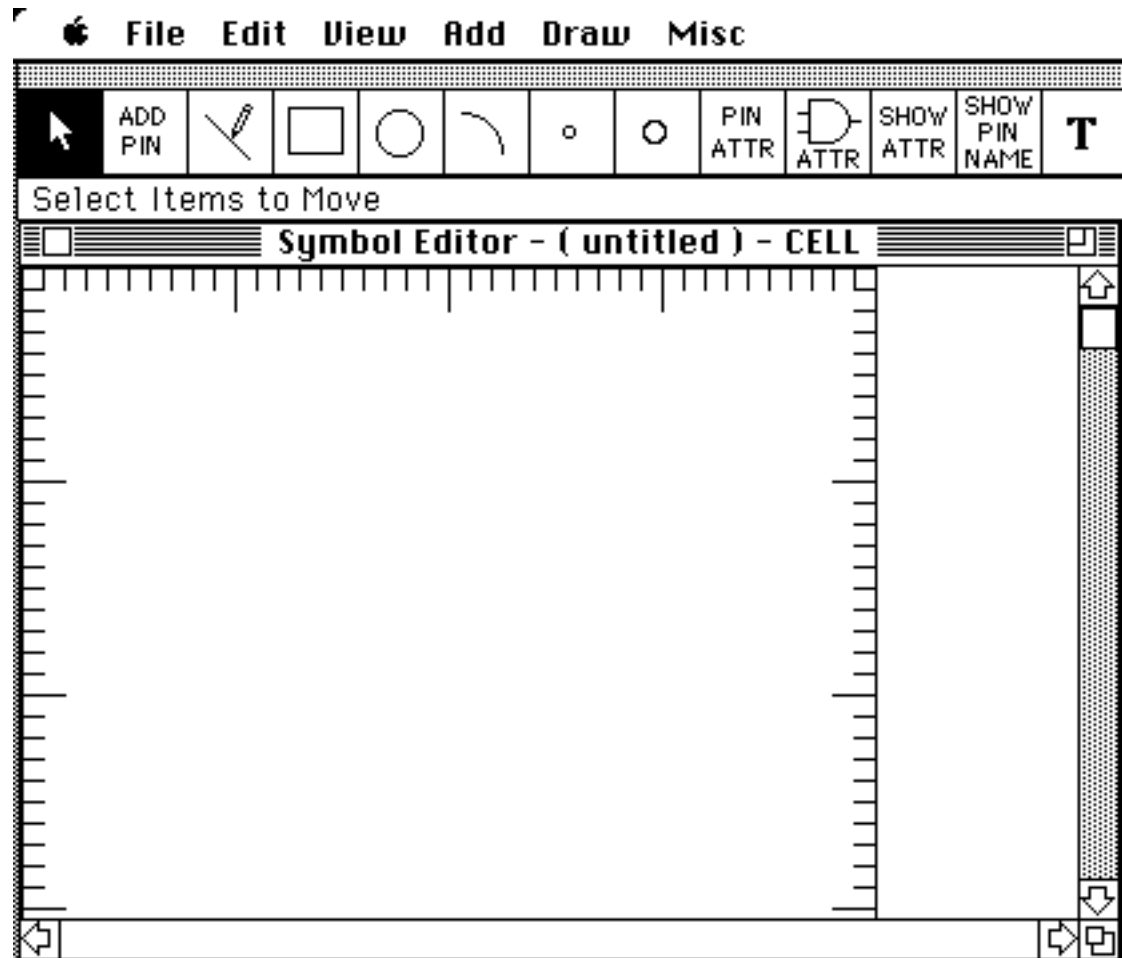 File Edit View Add Draw Misc
ADD PIN
PIN ATTR
ATTR
SHOW ATTR
SHOW PIN NAME
T
Select Items to Move
Symbol Editor - ( untitled ) - CELL